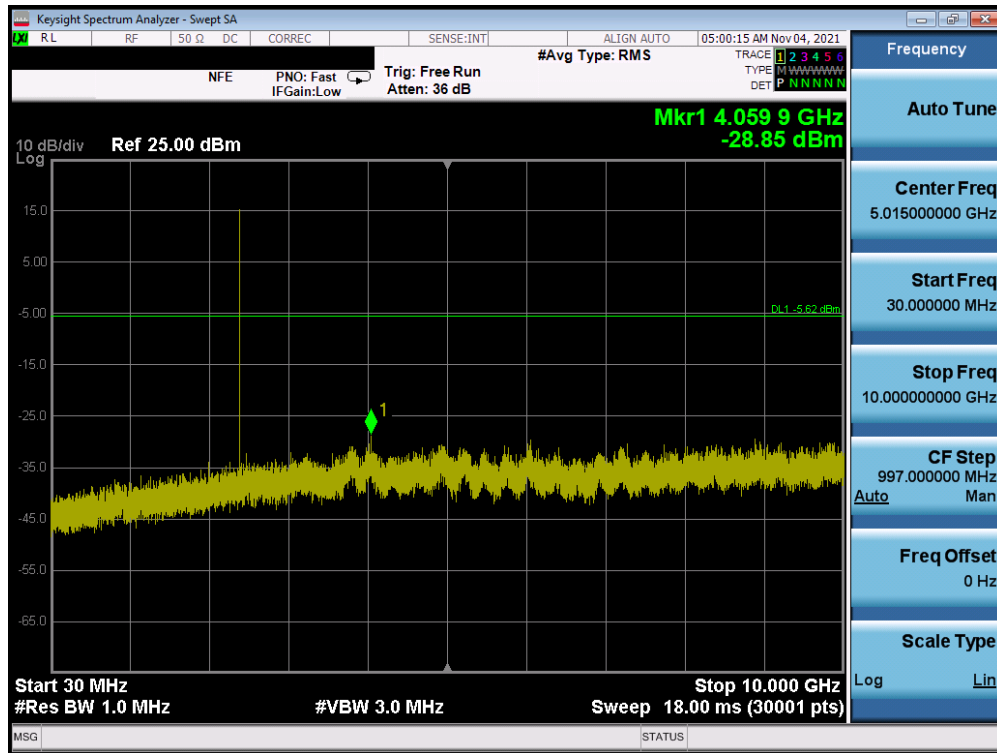 Keysight Spectrum Analyzer - Swept SA
LXI RL RF 50 Ω DC CORREC SENSE:INT ALIGN AUTO 05:00:15 AM Nov 04, 2021
NFE PNO: Fast Trig: Free Run #Avg Type: RMS TRACE 1 2 3 4 5 6
IFGain:Low Atten: 36 dB TYPE M WWWWW
DET P N N N N N
Mkr1 4.059 9 GHz
-28.85 dBm
10 dB/div Ref 25.00 dBm
Log
15.0
5.00
-5.00
DL1 -5.62 dBm
-15.0
-25.0
1
-35.0
-45.0
-55.0
-65.0
Start 30 MHz Stop 10.000 GHz
#Res BW 1.0 MHz #VBW 3.0 MHz Sweep 18.00 ms (30001 pts)
MSG STATUS
Frequency
Auto Tune
Center Freq
5.015000000 GHz
Start Freq
30.000000 MHz
Stop Freq
10.000000000 GHz
CF Step
997.000000 MHz
Auto Man
Freq Offset
0 Hz
Scale Type
Log Lin